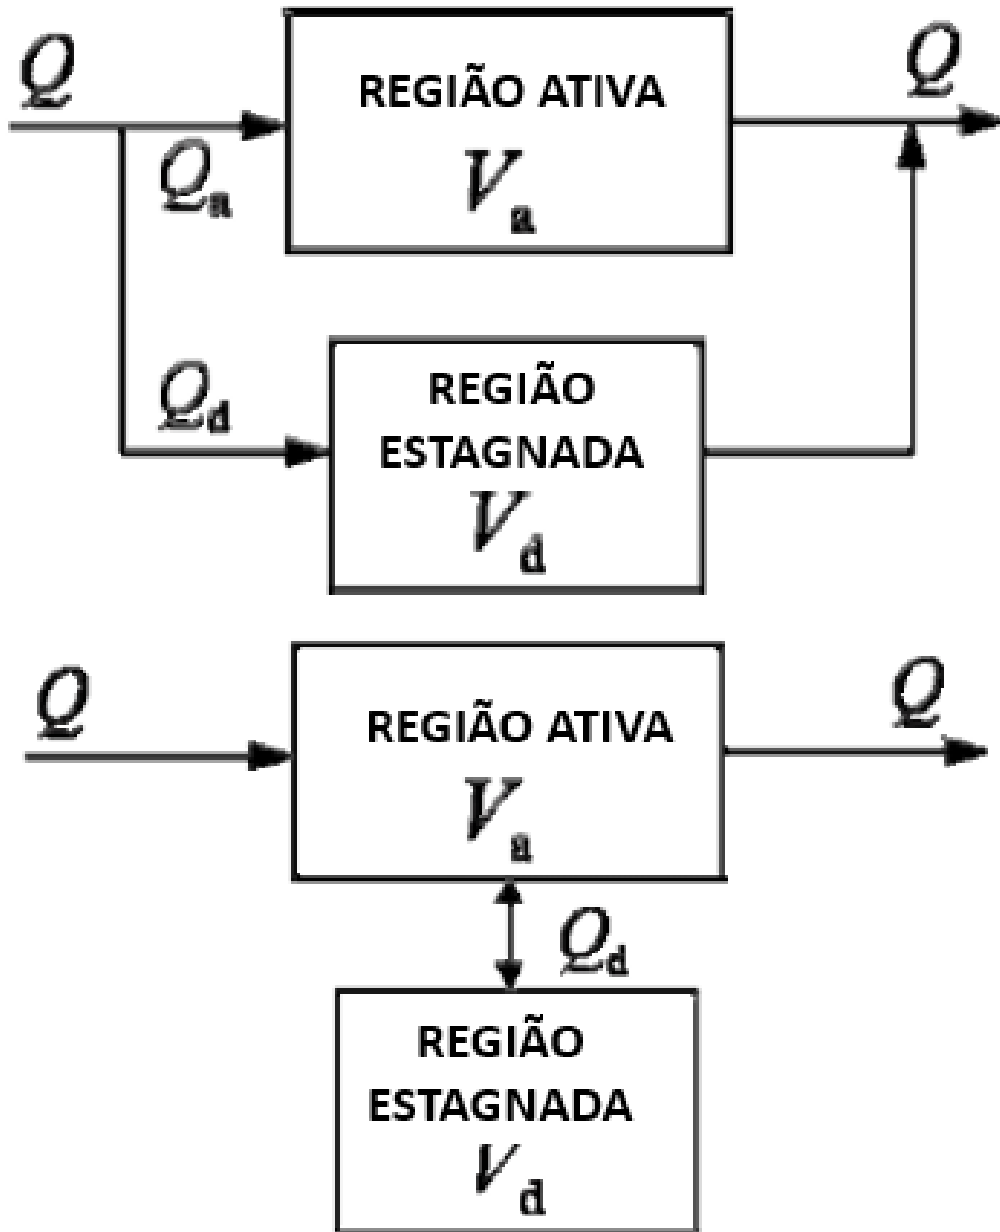 Q
Q
REGIÃO ATIVA
Va
Qa
Qd
REGIÃO
ESTAGNADA
Vd
Q
Q
REGIÃO ATIVA
Va
Qd
REGIÃO
ESTAGNADA
Vd